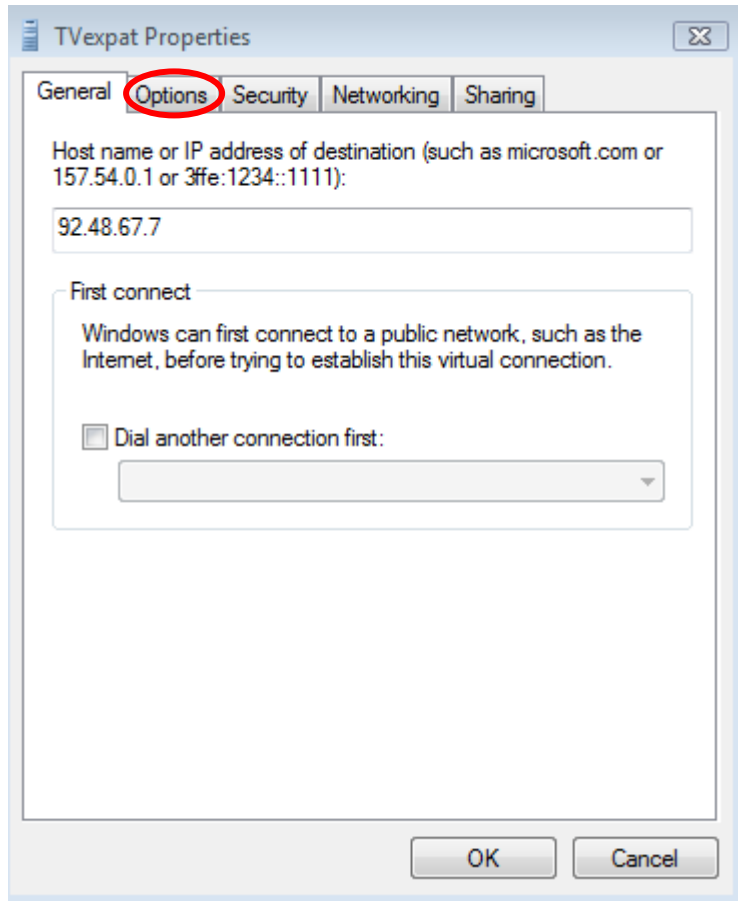 TVexpat Properties
General Options Security Networking Sharing
Host name or IP address of destination (such as microsoft.com or
157.54.0.1 or 3ffe:1234::1111):
92.48.67.7
First connect
Windows can first connect to a public network, such as the
Internet, before trying to establish this virtual connection.
Dial another connection first:
OK Cancel